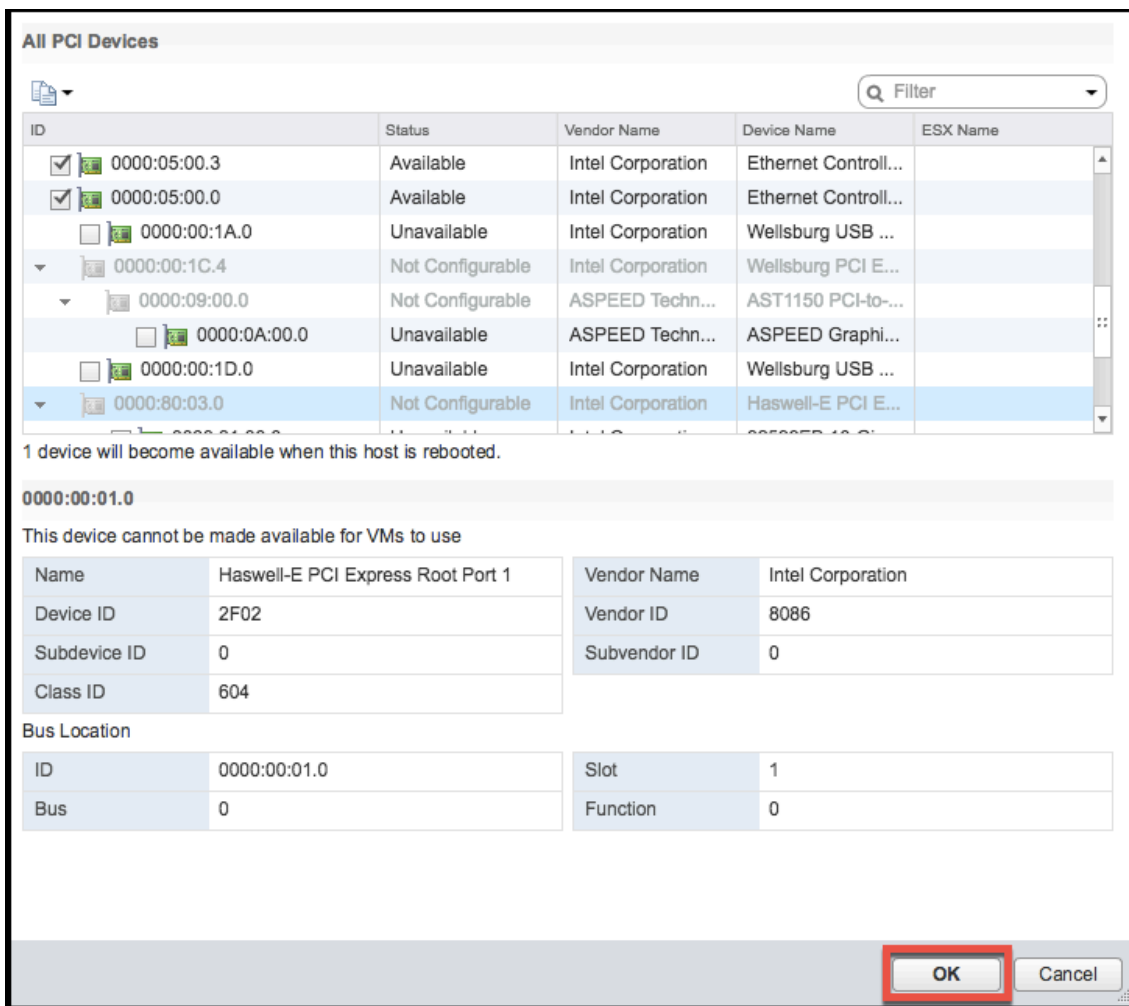 All PCI Devices
Filter
ID Status Vendor Name Device Name ESX Name
0000:05:00.3 Available Intel Corporation Ethernet Controll...
0000:05:00.0 Available Intel Corporation Ethernet Controll...
0000:00:1A.0 Unavailable Intel Corporation Wellsburg USB ...
0000:00:1C.4 Not Configurable Intel Corporation Wellsburg PCI E...
0000:09:00.0 Not Configurable ASPEED Techn... AST1150 PCI-to-...
0000:0A:00.0 Unavailable ASPEED Techn... ASPEED Graphi...
0000:00:1D.0 Unavailable Intel Corporation Wellsburg USB ...
0000:80:03.0 Not Configurable Intel Corporation Haswell-E PCI E...
1 device will become available when this host is rebooted.
0000:00:01.0
This device cannot be made available for VMs to use
Name Haswell-E PCI Express Root Port 1 Vendor Name Intel Corporation
Device ID 2F02 Vendor ID 8086
Subdevice ID 0 Subvendor ID 0
Class ID 604
Bus Location
ID 0000:00:01.0 Slot 1
Bus 0 Function 0
OK Cancel